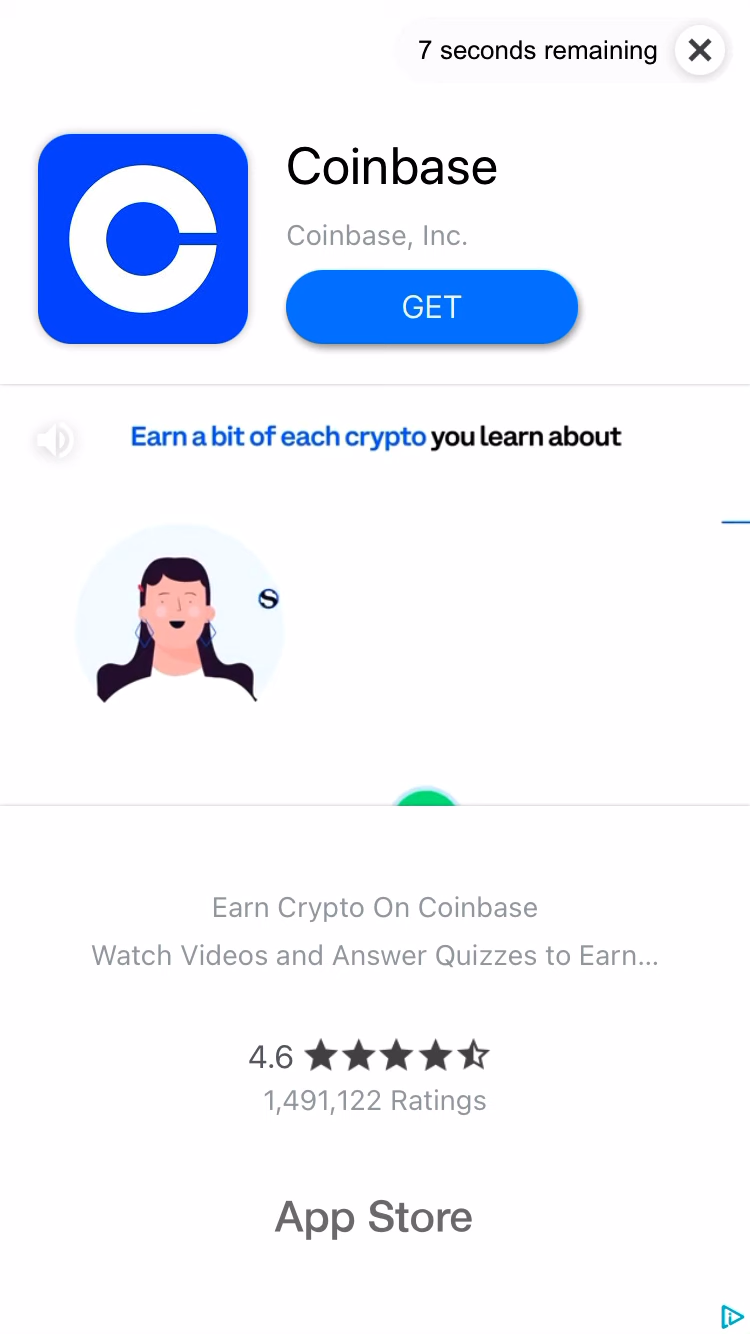 7 seconds remaining
Coinbase
Coinbase, Inc.
GET
Earn a bit of each crypto you learn about
Earn Crypto On Coinbase
Watch Videos and Answer Quizzes to Earn...
4.6
1,491,122 Ratings
App Store